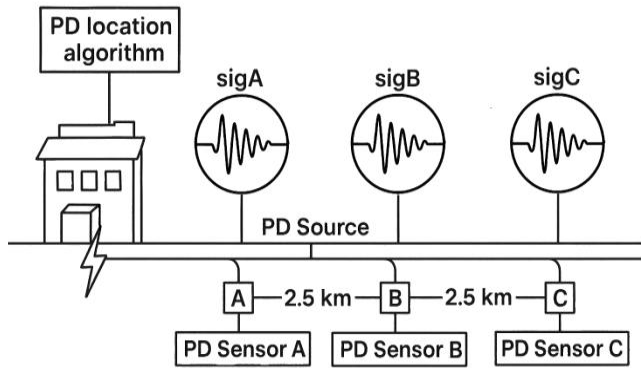 PD location
algorithm
sigA
sigB
sigC
PD Source
A
2.5 km
B
2.5 km
C
PD Sensor A
PD Sensor B
PD Sensor C